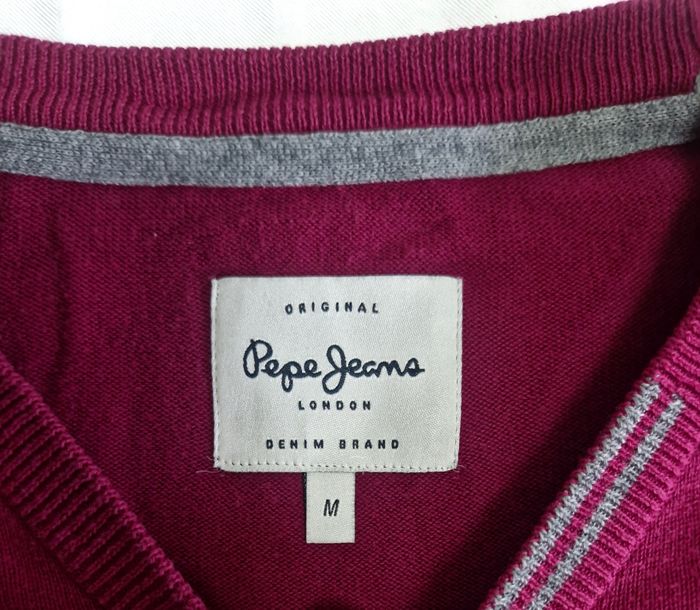 ORIGINAL
Pepe Jeans
LONDON
DENIM BRAND
M